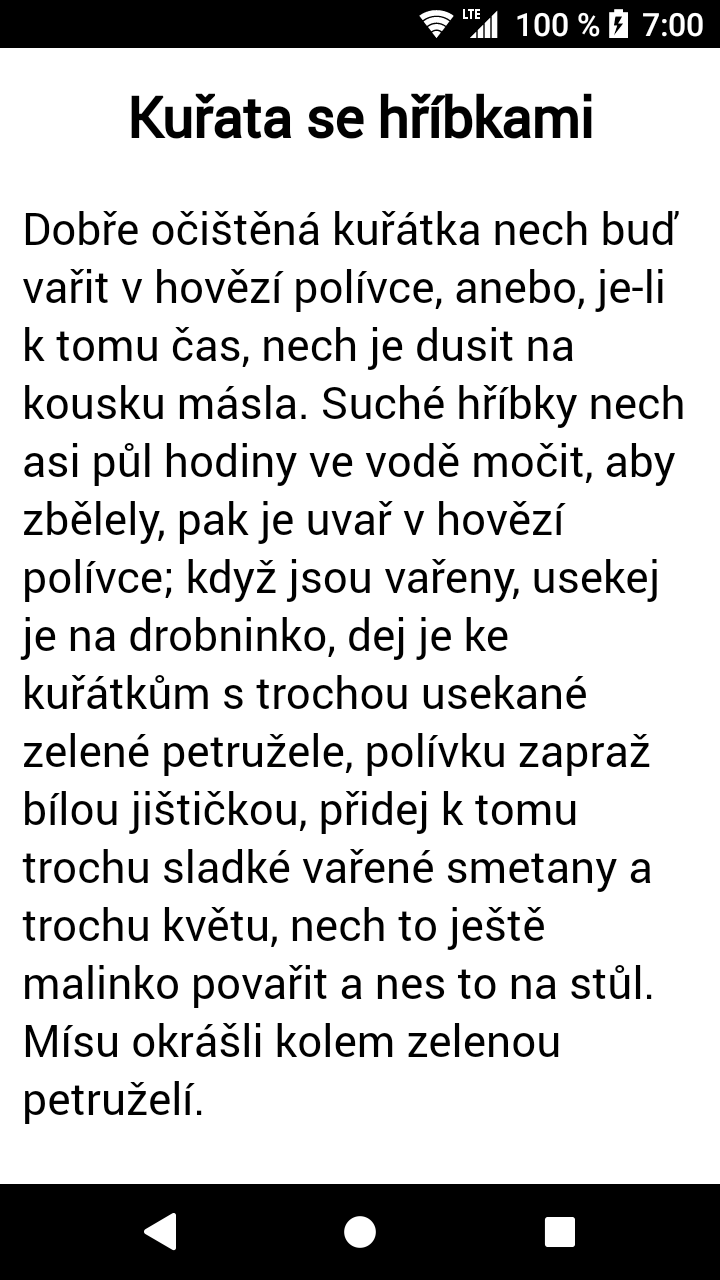 LTE 100 % 7:00
Kuřata se hříbkami
Dobře očištěná kuřátka nech buď
vařit v hovězí polívce, anebo, je-li
k tomu čas, nech je dusit na
kousku másla. Suché hříbky nech
asi půl hodiny ve vodě močit, aby
zbělely, pak je uvař v hovězí
polívce; když jsou vařeny, usekej
je na drobninko, dej je ke
kuřátkům s trochou usekané
zelené petružele, polívku zapraž
bílou jištičkou, přidej k tomu
trochu sladké vařené smetany a
trochu květu, nech to ještě
malinko povařit a nes to na stůl.
Mísu okrášli kolem zelenou
petruželí.